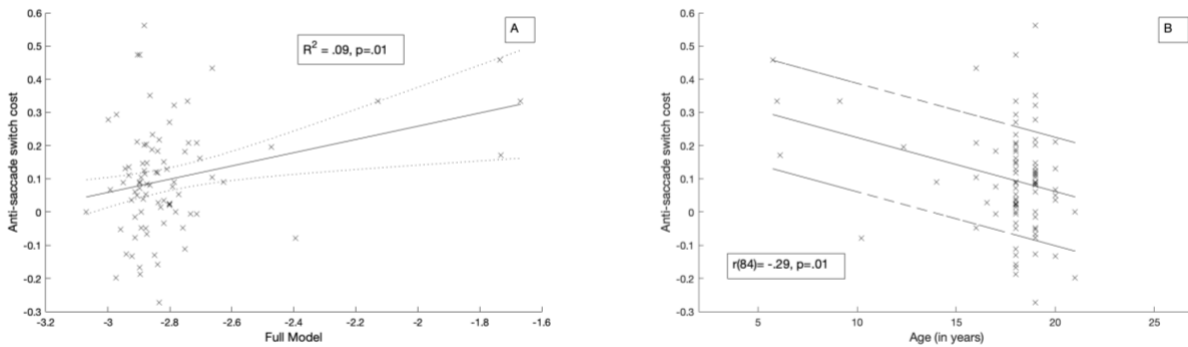 0.6
0.5
0.4
0.3
0.2
0.1
0
-0.1
-0.2
-0.3
Anti-saccade switch cost
A
R² = .09, p=.01
-3.2 -3 -2.8 -2.6 -2.4 -2.2 -2 -1.8 -1.6
Full Model
0.6
0.5
0.4
0.3
0.2
0.1
0
-0.1
-0.2
-0.3
Anti-saccade switch cost
B
r(84)= -.29, p=.01
5 10 15 20 25
Age (in years)